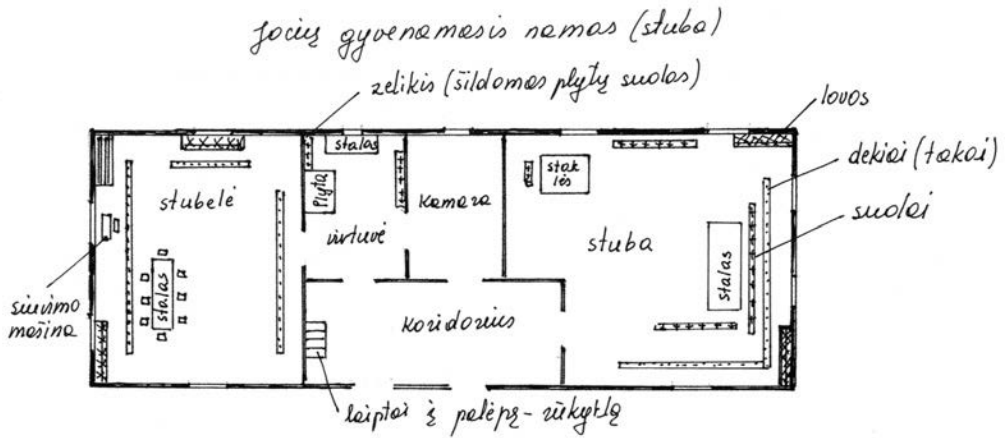 Jocių gyvenamasis namas (stuba)
zelikis (šildomas plytų suolas)
lovos
stalas
dekiai (takai)
Plyta
stak
lės
stubelė
kamara
suolai
virtuvė
stuba
stalas
stalas
siuvimo
mašina
koridorius
laiptai į palėpę-rūkyklą